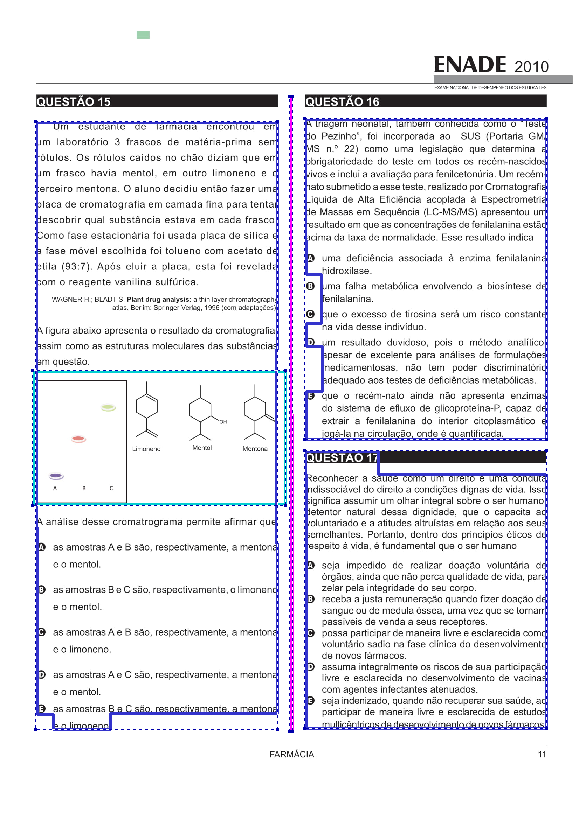 ENADE 2010
EXAME NACIONAL DE DESEMPENHO DOS ESTUDANTES
QUESTÃO 15
Um estudante de farmácia encontrou em
um laboratório 3 frascos de matéria-prima sem
rótulos. Os rótulos caídos no chão diziam que em
um frasco havia mentol, em outro limoneno e o
terceiro mentona. O aluno decidiu então fazer uma
placa de cromatografia em camada fina para tentar
descobrir qual substância estava em cada frasco.
Como fase estacionária foi usada placa de sílica e
a fase móvel escolhida foi tolueno com acetato de
etila (93:7). Após eluir a placa, esta foi revelada
com o reagente vanilina sulfúrica.
WAGNER H.; BLADT S. Plant drug analysis: a thin layer chromatograph
atlas. Berlim: Springer Verlag, 1996 (com adaptações).
A figura abaixo apresenta o resultado da cromatografia
assim como as estruturas moleculares das substâncias
em questão.
OH
O
Limoneno Mentol Mentona
A B C
A análise desse cromatograma permite afirmar que
A as amostras A e B são, respectivamente, a mentona
e o mentol.
B as amostras B e C são, respectivamente, o limoneno
e o mentol.
C as amostras A e B são, respectivamente, a mentona
e o limoneno.
D as amostras A e C são, respectivamente, a mentona
e o mentol.
E as amostras B e C são, respectivamente, a mentona
e o limoneno.
QUESTÃO 16
A triagem neonatal, também conhecida como o "Teste
do Pezinho", foi incorporada ao SUS (Portaria GM/
MS n.º 22) como uma legislação que determina a
obrigatoriedade do teste em todos os recém-nascidos
vivos e inclui a avaliação para fenilcetonúria. Um recém-
nato submetido a esse teste, realizado por Cromatografia
Líquida de Alta Eficiência acoplada à Espectrometria
de Massas em Sequência (LC-MS/MS) apresentou um
resultado em que as concentrações de fenilalanina estão
acima da taxa de normalidade. Esse resultado indica
A uma deficiência associada à enzima fenilalanina
hidroxilase.
B uma falha metabólica envolvendo a biosíntese de
fenilalanina.
C que o excesso de tirosina será um risco constante
na vida desse indivíduo.
D um resultado duvidoso, pois o método analítico,
apesar de excelente para análises de formulações
medicamentosas, não tem poder discriminatório
adequado aos testes de deficiências metabólicas.
E que o recém-nato ainda não apresenta enzimas
do sistema de efluxo de glicoproteína-P, capaz de
extrair a fenilalanina do interior citoplasmático e
jogá-la na circulação, onde é quantificada.
QUESTÃO 17
Reconhecer a saúde como um direito é uma conduta
indissociável do direito a condições dignas de vida. Isso
significa assumir um olhar integral sobre o ser humano,
detentor natural dessa dignidade, que o capacita ao
voluntariado e a atitudes altruístas em relação aos seus
semelhantes. Portanto, dentro dos princípios éticos de
respeito à vida, é fundamental que o ser humano
A seja impedido de realizar doação voluntária de
órgãos, ainda que não perca qualidade de vida, para
zelar pela integridade do seu corpo.
B receba a justa remuneração quando fizer doação de
sangue ou de medula óssea, uma vez que se tornam
passíveis de venda a seus receptores.
C possa participar de maneira livre e esclarecida como
voluntário sadio na fase clínica do desenvolvimento
de novos fármacos.
D assuma integralmente os riscos de sua participação
livre e esclarecida no desenvolvimento de vacinas
com agentes infectantes atenuados.
E seja indenizado, quando não recuperar sua saúde, ao
participar de maneira livre e esclarecida de estudos
multicêntricos de desenvolvimento de novos fármacos.
FARMÁCIA
11